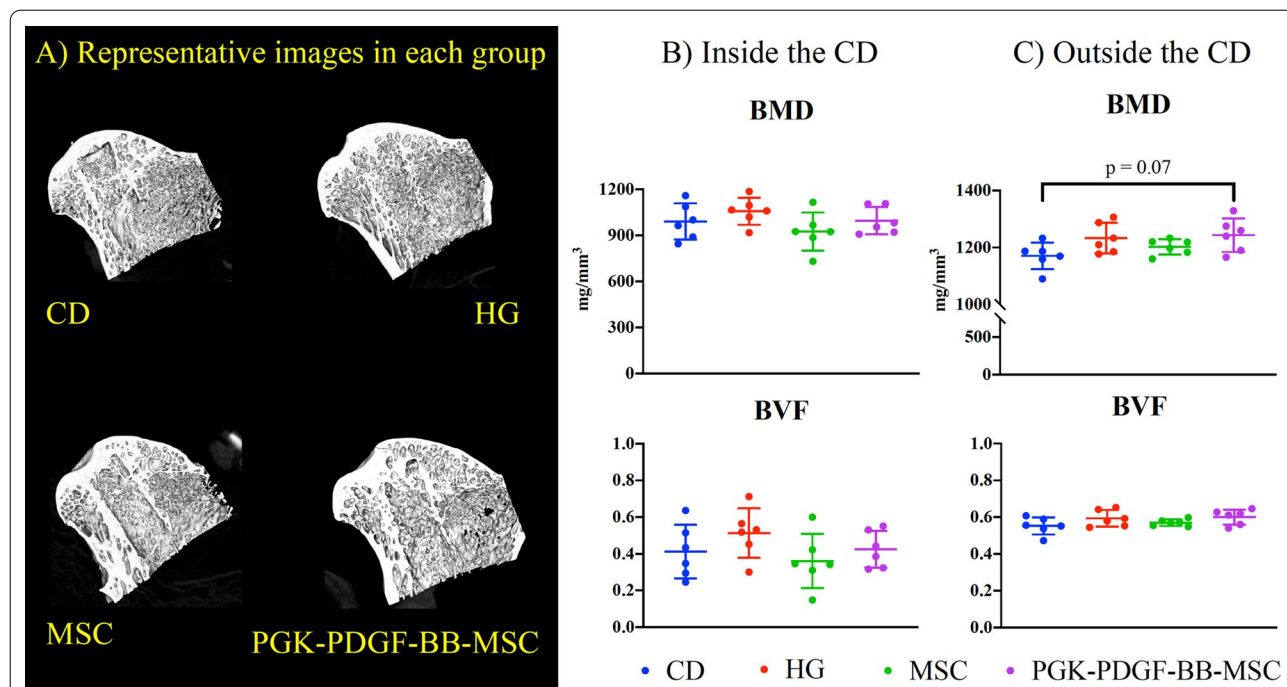 A) Representative images in each group
CD
HG
MSC
PGK-PDGF-BB-MSC
B) Inside the CD
BMD
mg/mm³
1200
900
600
300
0
BVF
1.0
0.8
0.6
0.4
0.2
0.0
C) Outside the CD
BMD
p = 0.07
mg/mm³
1400
1200
1000
500
0
BVF
1.0
0.8
0.6
0.4
0.2
0.0
CD HG MSC PGK-PDGF-BB-MSC